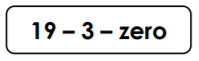 19 – 3 – zero